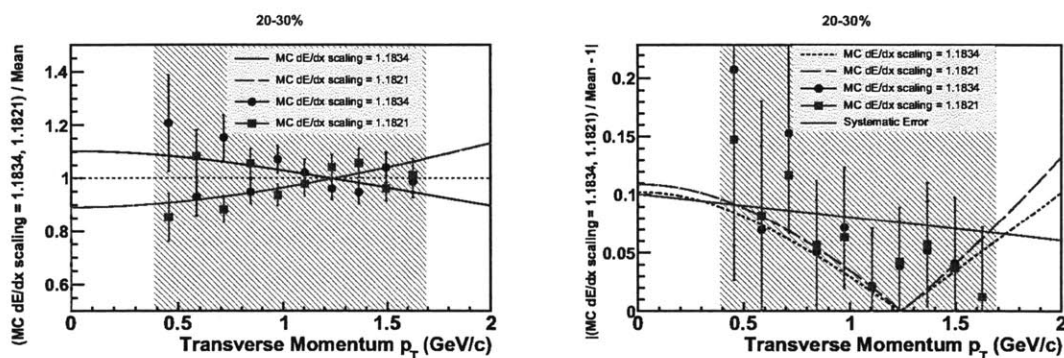 20-30%
(MC dE/dx scaling = 1.1834, 1.1821) / Mean
1.4
1.2
1
0.8
0.6
MC dE/dx scaling = 1.1834
MC dE/dx scaling = 1.1821
MC dE/dx scaling = 1.1834
MC dE/dx scaling = 1.1821
0 0.5 1 1.5 2
Transverse Momentum p_T (GeV/c)
20-30%
|(MC dE/dx scaling = 1.1834, 1.1821) / Mean -1|
0.2
0.15
0.1
0.05
0
MC dE/dx scaling = 1.1834
MC dE/dx scaling = 1.1821
MC dE/dx scaling = 1.1834
MC dE/dx scaling = 1.1821
Systematic Error
0 0.5 1 1.5 2
Transverse Momentum p_T (GeV/c)